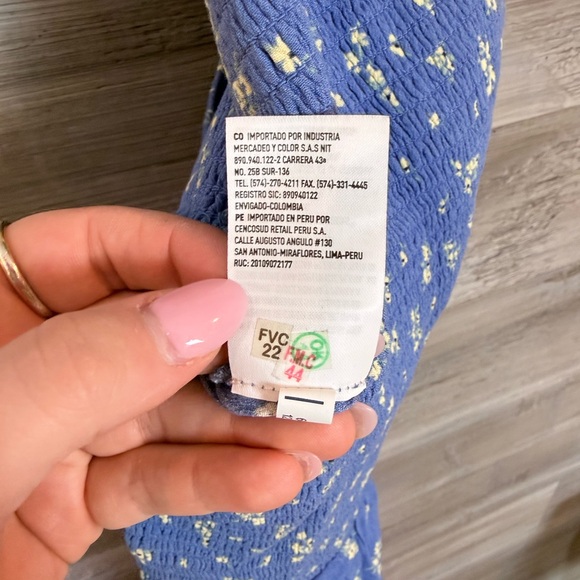 CO IMPORTADO POR INDUSTRIA
MERCADEO Y COLOR S.A.S NIT
890.940.122-2 CARRERA 43a
NO. 25B SUR-136
TEL. (574)-270-4211 FAX. (574)-331-4445
REGISTRO SIC: 890940122
ENVIGADO-COLOMBIA
PE IMPORTADO EN PERU POR
CENCOSUD RETAIL PERU S.A.
CALLE AUGUSTO ANGULO #130
SAN ANTONIO-MIRAFLORES, LIMA-PERU
RUC: 20109072177
FVC
22
F.M.C
44